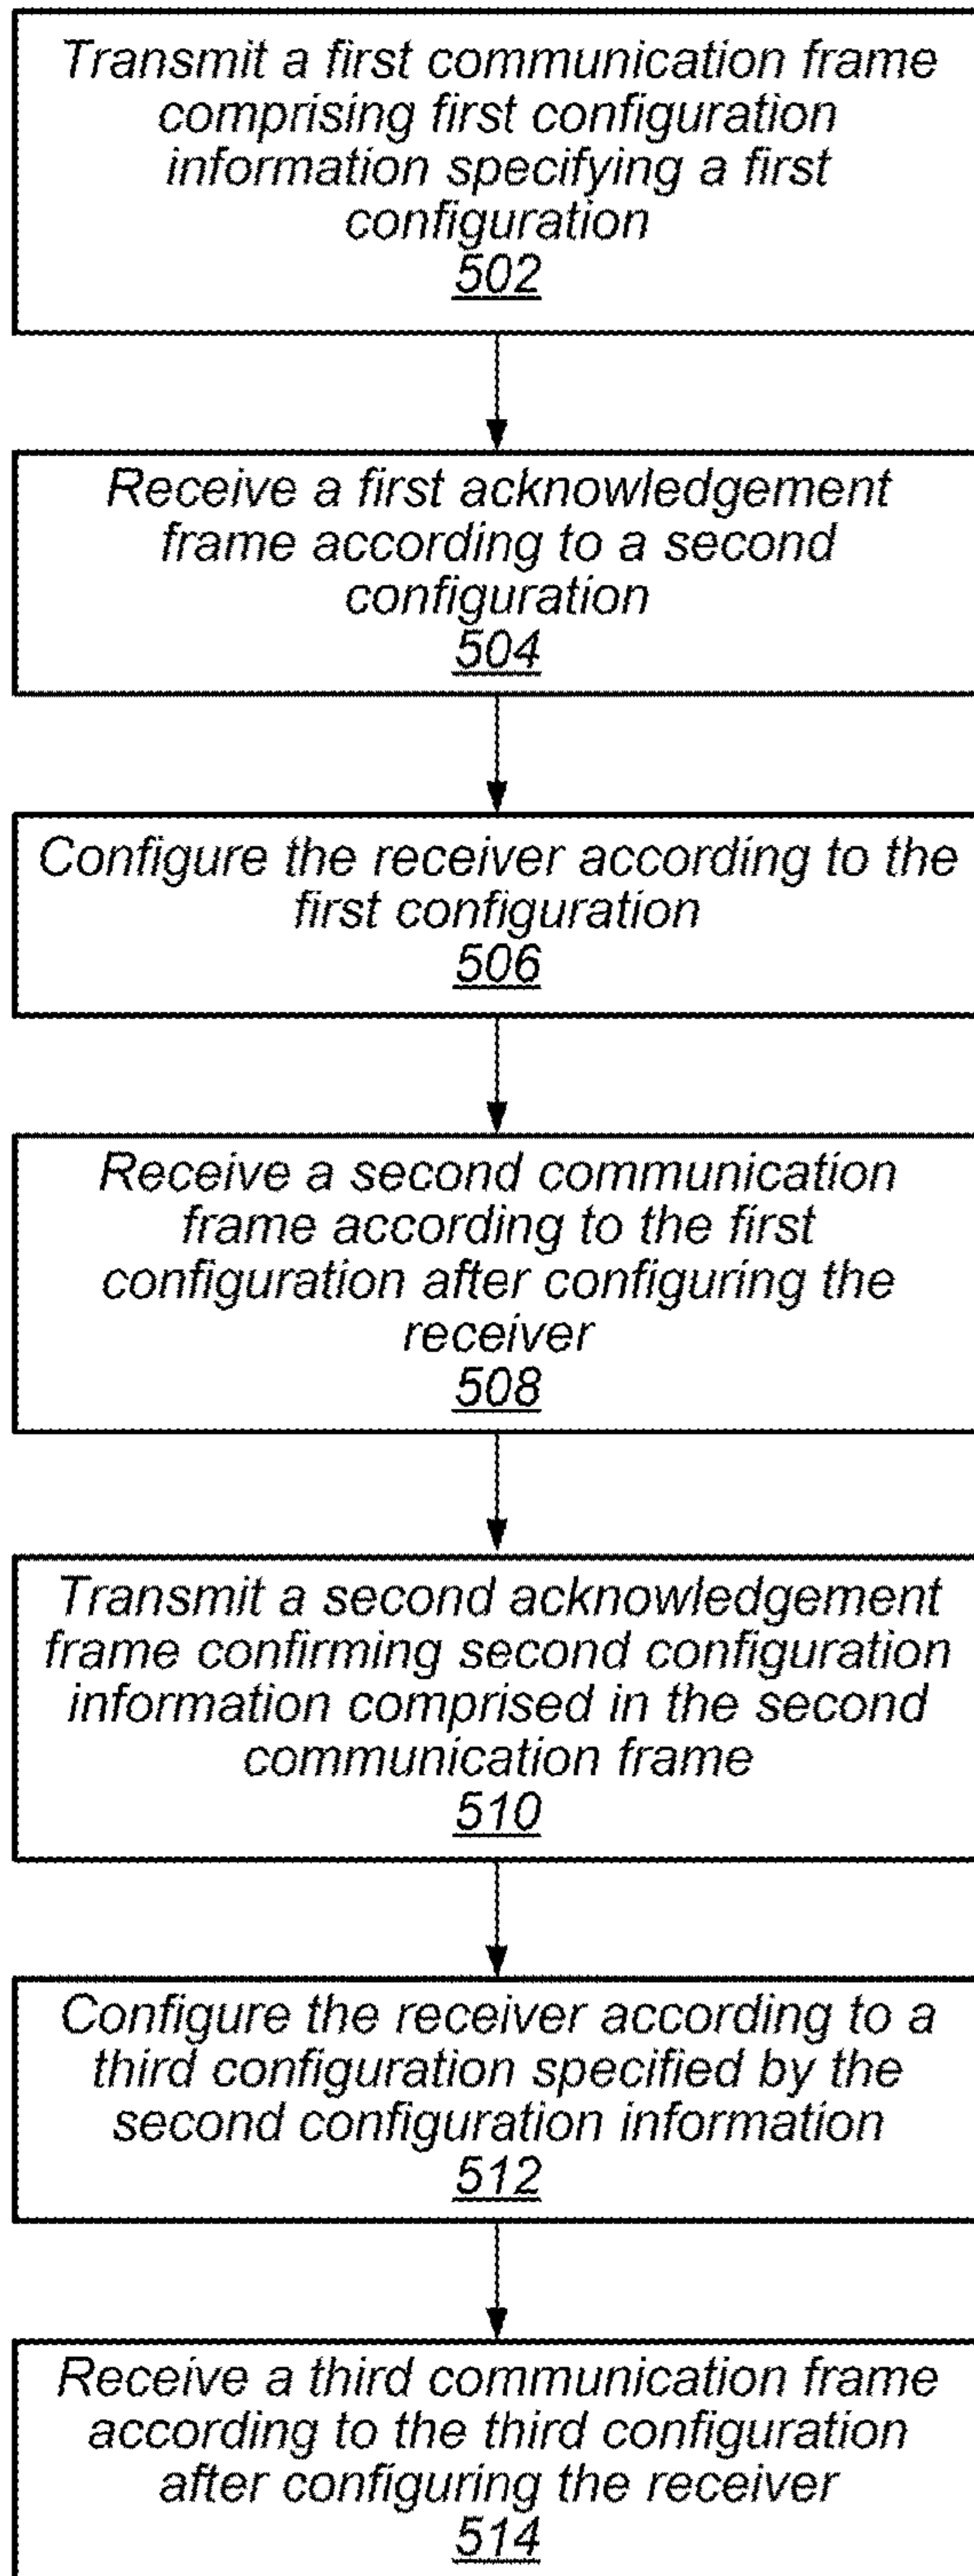 Transmit a first communication frame
comprising first configuration
information specifying a first
configuration
502
Receive a first acknowledgement
frame according to a second
configuration
504
Configure the receiver according to the
first configuration
506
Receive a second communication
frame according to the first
configuration after configuring the
receiver
508
Transmit a second acknowledgement
frame confirming second configuration
information comprised in the second
communication frame
510
Configure the receiver according to a
third configuration specified by the
second configuration information
512
Receive a third communication frame
according to the third configuration
after configuring the receiver
514